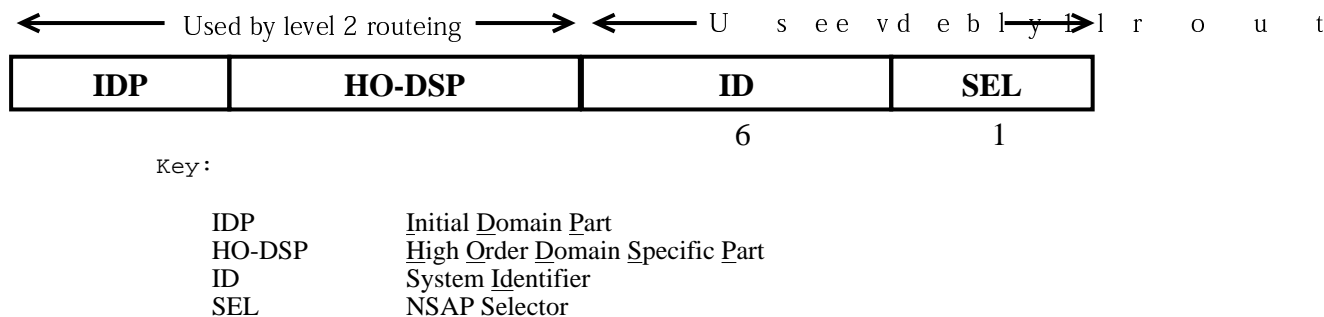 Used by level 2 routeing U s e e v d e b l y 1 l r o u t
IDP HO-DSP ID SEL
6 1
Key:
IDP Initial Domain Part
HO-DSP High Order Domain Specific Part
ID System Identifier
SEL NSAP Selector